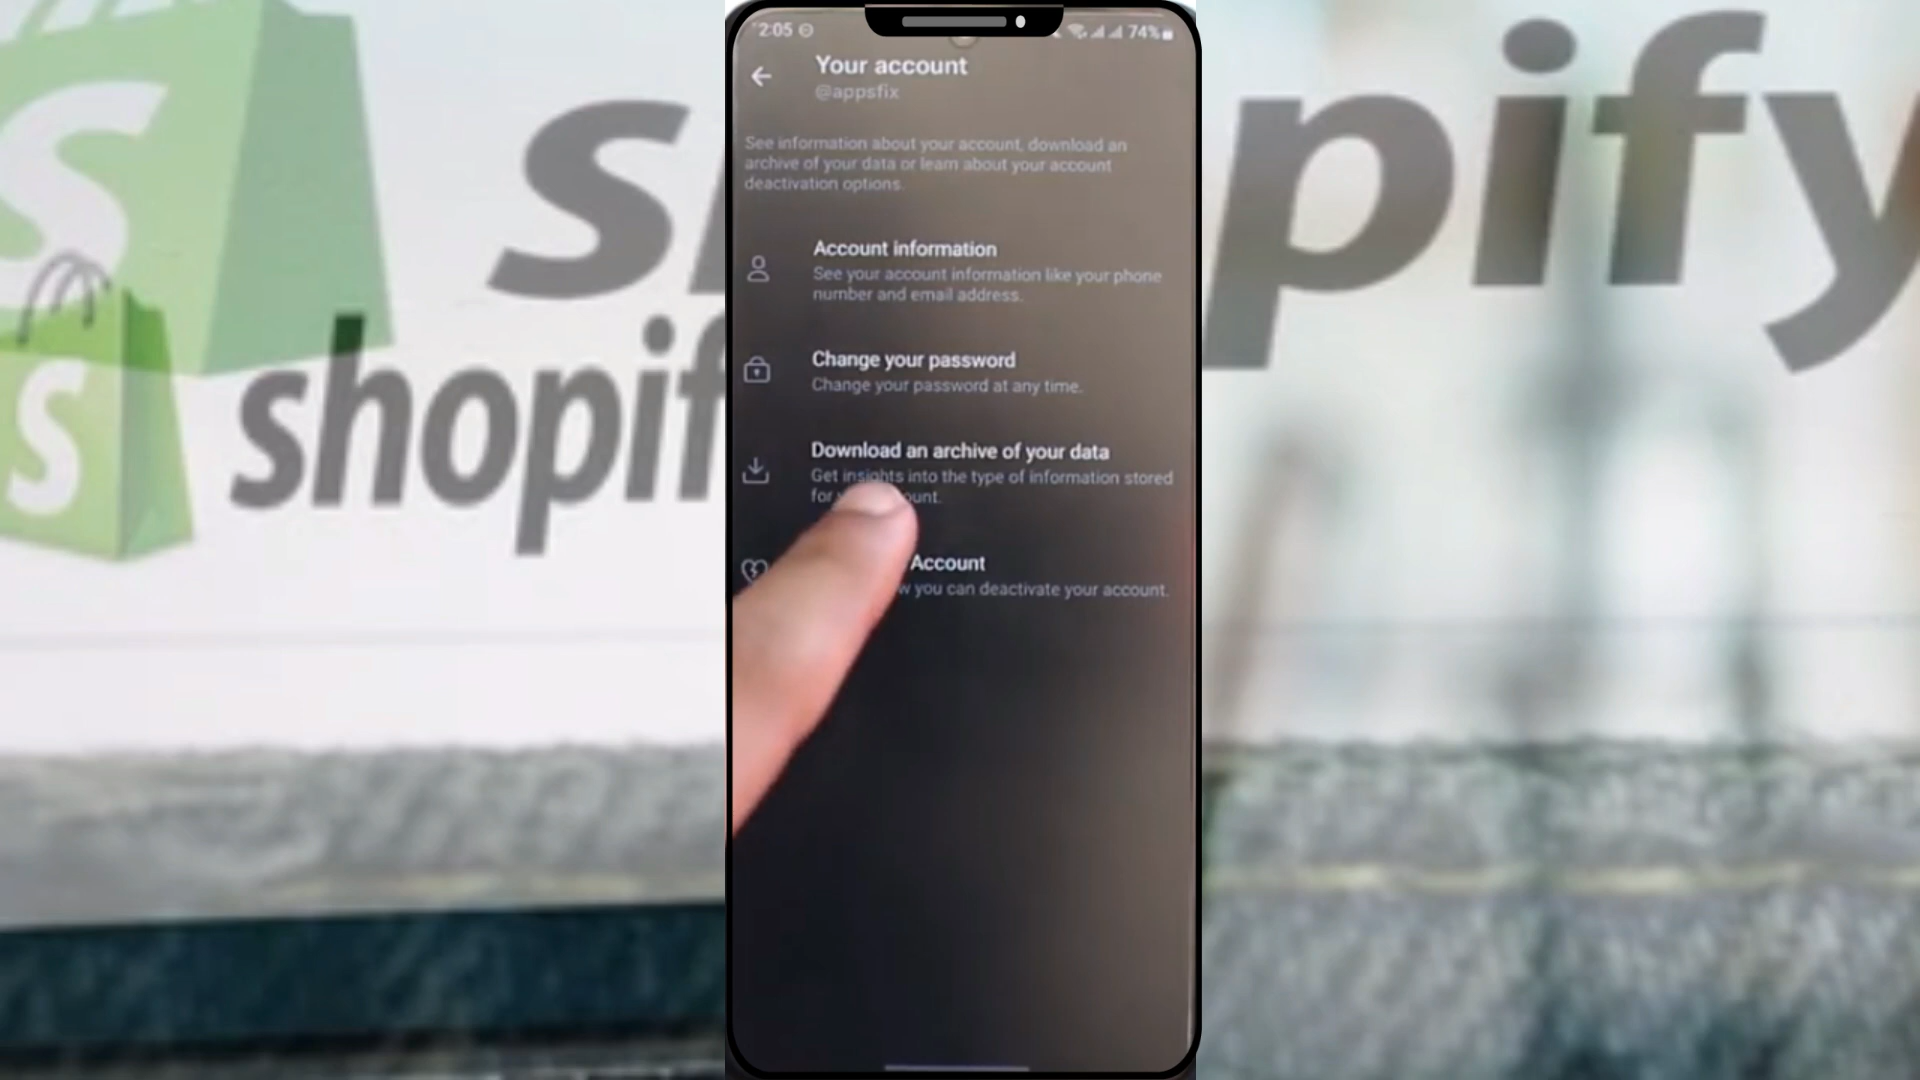 2:05
74%
Your account
@appsfix
See information about your account, download an
archive of your data or learn about your account
deactivation options.
Account information
See your account information like your phone
number and email address.
Change your password
Change your password at any time.
Download an archive of your data
Get insights into the type of information stored
for
Account
you can deactivate your account.
S
pify
S
shopif